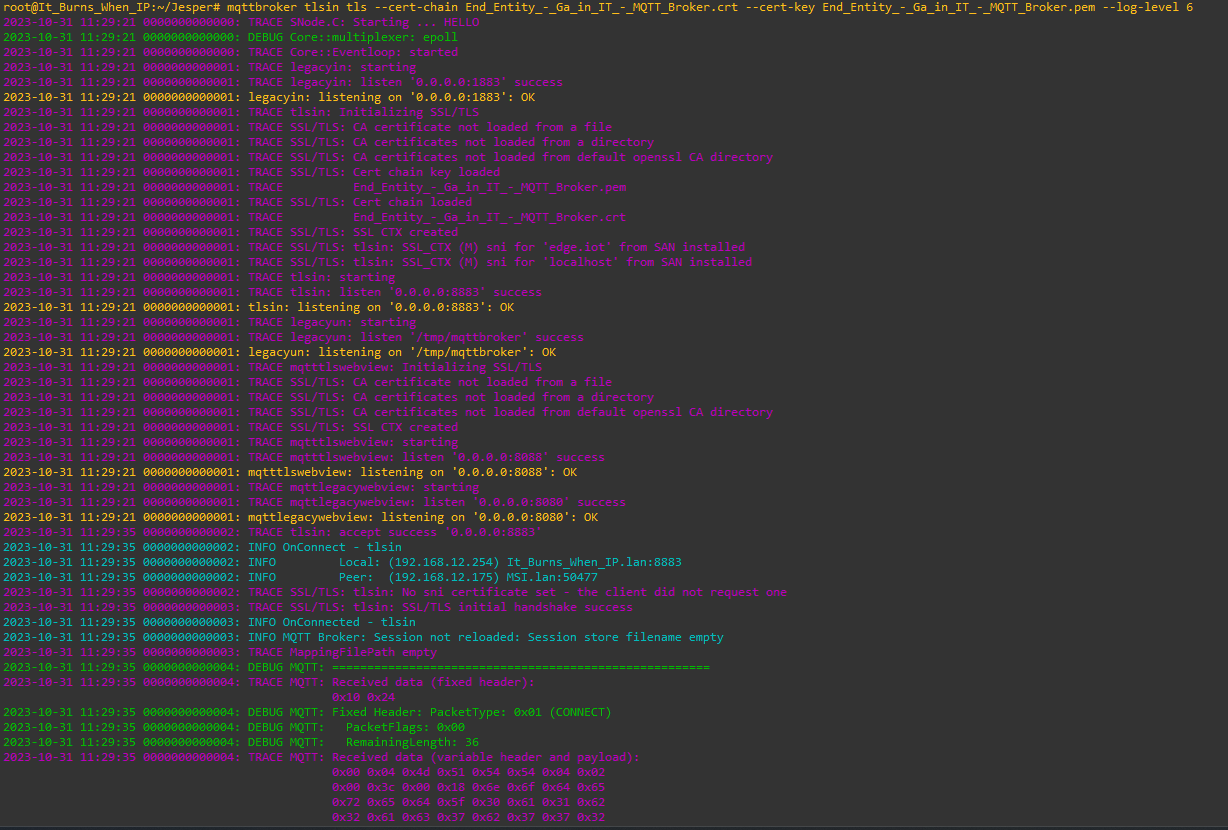 root@It_Burns_When_IP:~/Jesper# mqttbroker tlsin tls --cert-chain End_Entity_-_Ga_in_IT_-_MQTT_Broker.crt --cert-key End_Entity_-_Ga_in_IT_-_MQTT_Broker.pem --log-level 6
2023-10-31 11:29:21 0000000000000: TRACE SNode.C: Starting ... HELLO
2023-10-31 11:29:21 0000000000000: DEBUG Core::multiplexer: epoll
2023-10-31 11:29:21 0000000000000: TRACE Core::Eventloop: started
2023-10-31 11:29:21 0000000000001: TRACE legacyin: starting
2023-10-31 11:29:21 0000000000001: TRACE legacyin: listen '0.0.0.0:1883' success
2023-10-31 11:29:21 0000000000001: legacyin: listening on '0.0.0.0:1883': OK
2023-10-31 11:29:21 0000000000001: TRACE tlsin: Initializing SSL/TLS
2023-10-31 11:29:21 0000000000001: TRACE SSL/TLS: CA certificate not loaded from a file
2023-10-31 11:29:21 0000000000001: TRACE SSL/TLS: CA certificates not loaded from a directory
2023-10-31 11:29:21 0000000000001: TRACE SSL/TLS: CA certificates not loaded from default openssl CA directory
2023-10-31 11:29:21 0000000000001: TRACE SSL/TLS: Cert chain key loaded
2023-10-31 11:29:21 0000000000001: TRACE          End_Entity_-_Ga_in_IT_-_MQTT_Broker.pem
2023-10-31 11:29:21 0000000000001: TRACE SSL/TLS: Cert chain loaded
2023-10-31 11:29:21 0000000000001: TRACE          End_Entity_-_Ga_in_IT_-_MQTT_Broker.crt
2023-10-31 11:29:21 0000000000001: TRACE SSL/TLS: SSL CTX created
2023-10-31 11:29:21 0000000000001: TRACE SSL/TLS: tlsin: SSL_CTX (M) sni for 'edge.iot' from SAN installed
2023-10-31 11:29:21 0000000000001: TRACE SSL/TLS: tlsin: SSL_CTX (M) sni for 'localhost' from SAN installed
2023-10-31 11:29:21 0000000000001: TRACE tlsin: starting
2023-10-31 11:29:21 0000000000001: TRACE tlsin: listen '0.0.0.0:8883' success
2023-10-31 11:29:21 0000000000001: tlsin: listening on '0.0.0.0:8883': OK
2023-10-31 11:29:21 0000000000001: TRACE legacyun: starting
2023-10-31 11:29:21 0000000000001: TRACE legacyun: listen '/tmp/mqttbroker' success
2023-10-31 11:29:21 0000000000001: legacyun: listening on '/tmp/mqttbroker': OK
2023-10-31 11:29:21 0000000000001: TRACE mqtttlswebview: Initializing SSL/TLS
2023-10-31 11:29:21 0000000000001: TRACE SSL/TLS: CA certificate not loaded from a file
2023-10-31 11:29:21 0000000000001: TRACE SSL/TLS: CA certificates not loaded from a directory
2023-10-31 11:29:21 0000000000001: TRACE SSL/TLS: CA certificates not loaded from default openssl CA directory
2023-10-31 11:29:21 0000000000001: TRACE SSL/TLS: SSL CTX created
2023-10-31 11:29:21 0000000000001: TRACE mqtttlswebview: starting
2023-10-31 11:29:21 0000000000001: TRACE mqtttlswebview: listen '0.0.0.0:8088' success
2023-10-31 11:29:21 0000000000001: mqtttlswebview: listening on '0.0.0.0:8088': OK
2023-10-31 11:29:21 0000000000001: TRACE mqttlegacywebview: starting
2023-10-31 11:29:21 0000000000001: TRACE mqttlegacywebview: listen '0.0.0.0:8080' success
2023-10-31 11:29:21 0000000000001: mqttlegacywebview: listening on '0.0.0.0:8080': OK
2023-10-31 11:29:35 0000000000002: TRACE tlsin: accept success '0.0.0.0:8883'
2023-10-31 11:29:35 0000000000002: INFO OnConnect - tlsin
2023-10-31 11:29:35 0000000000002: INFO         Local: (192.168.12.254) It_Burns_When_IP.lan:8883
2023-10-31 11:29:35 0000000000002: INFO         Peer:  (192.168.12.175) MSI.lan:50477
2023-10-31 11:29:35 0000000000002: TRACE SSL/TLS: tlsin: No sni certificate set - the client did not request one
2023-10-31 11:29:35 0000000000003: TRACE SSL/TLS: tlsin: SSL/TLS initial handshake success
2023-10-31 11:29:35 0000000000003: INFO OnConnected - tlsin
2023-10-31 11:29:35 0000000000003: INFO MQTT Broker: Session not reloaded: Session store filename empty
2023-10-31 11:29:35 0000000000003: TRACE MappingFilePath empty
2023-10-31 11:29:35 0000000000004: DEBUG MQTT: ======================================================
2023-10-31 11:29:35 0000000000004: TRACE MQTT: Received data (fixed header):
0x10 0x24
2023-10-31 11:29:35 0000000000004: DEBUG MQTT: Fixed Header: PacketType: 0x01 (CONNECT)
2023-10-31 11:29:35 0000000000004: DEBUG MQTT:   PacketFlags: 0x00
2023-10-31 11:29:35 0000000000004: DEBUG MQTT:   RemainingLength: 36
2023-10-31 11:29:35 0000000000004: TRACE MQTT: Received data (variable header and payload):
0x00 0x04 0x4d 0x51 0x54 0x54 0x04 0x02
0x00 0x3c 0x00 0x18 0x6e 0x6f 0x64 0x65
0x72 0x65 0x64 0x5f 0x30 0x61 0x31 0x62
0x32 0x61 0x63 0x37 0x62 0x37 0x37 0x32